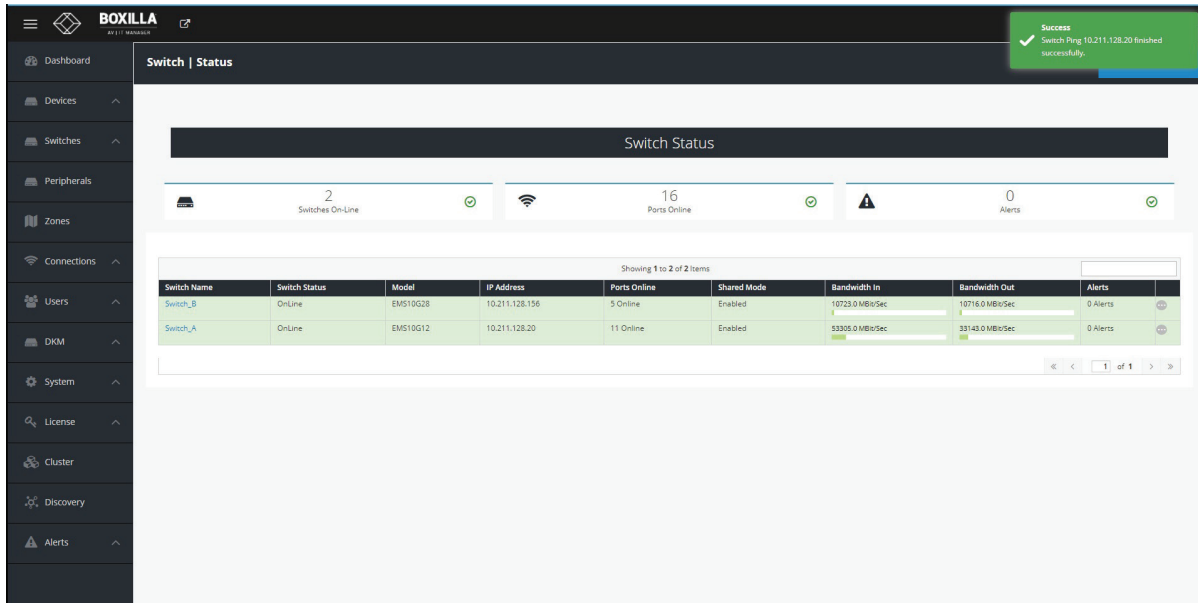 BOXILLA
AV | IT MANAGER
Success
Switch Ping 10.211.128.20 finished
successfully.
Dashboard
Devices
Switches
Peripherals
Zones
Connections
Users
DKM
System
License
Cluster
Discovery
Alerts
Switch | Status
Switch Status
2
Switches On-Line
16
Ports Online
0
Alerts
Showing 1 to 2 of 2 Items
Switch Name Switch Status Model IP Address Ports Online Shared Mode Bandwidth In Bandwidth Out Alerts
Switch_B OnLine EMS10G28 10.211.128.156 5 Online Enabled 10723.0 MBit/Sec 10716.0 MBit/Sec 0 Alerts
Switch_A OnLine EMS10G12 10.211.128.20 11 Online Enabled 53305.0 MBit/Sec 33143.0 MBit/Sec 0 Alerts
« < 1 of 1 > »